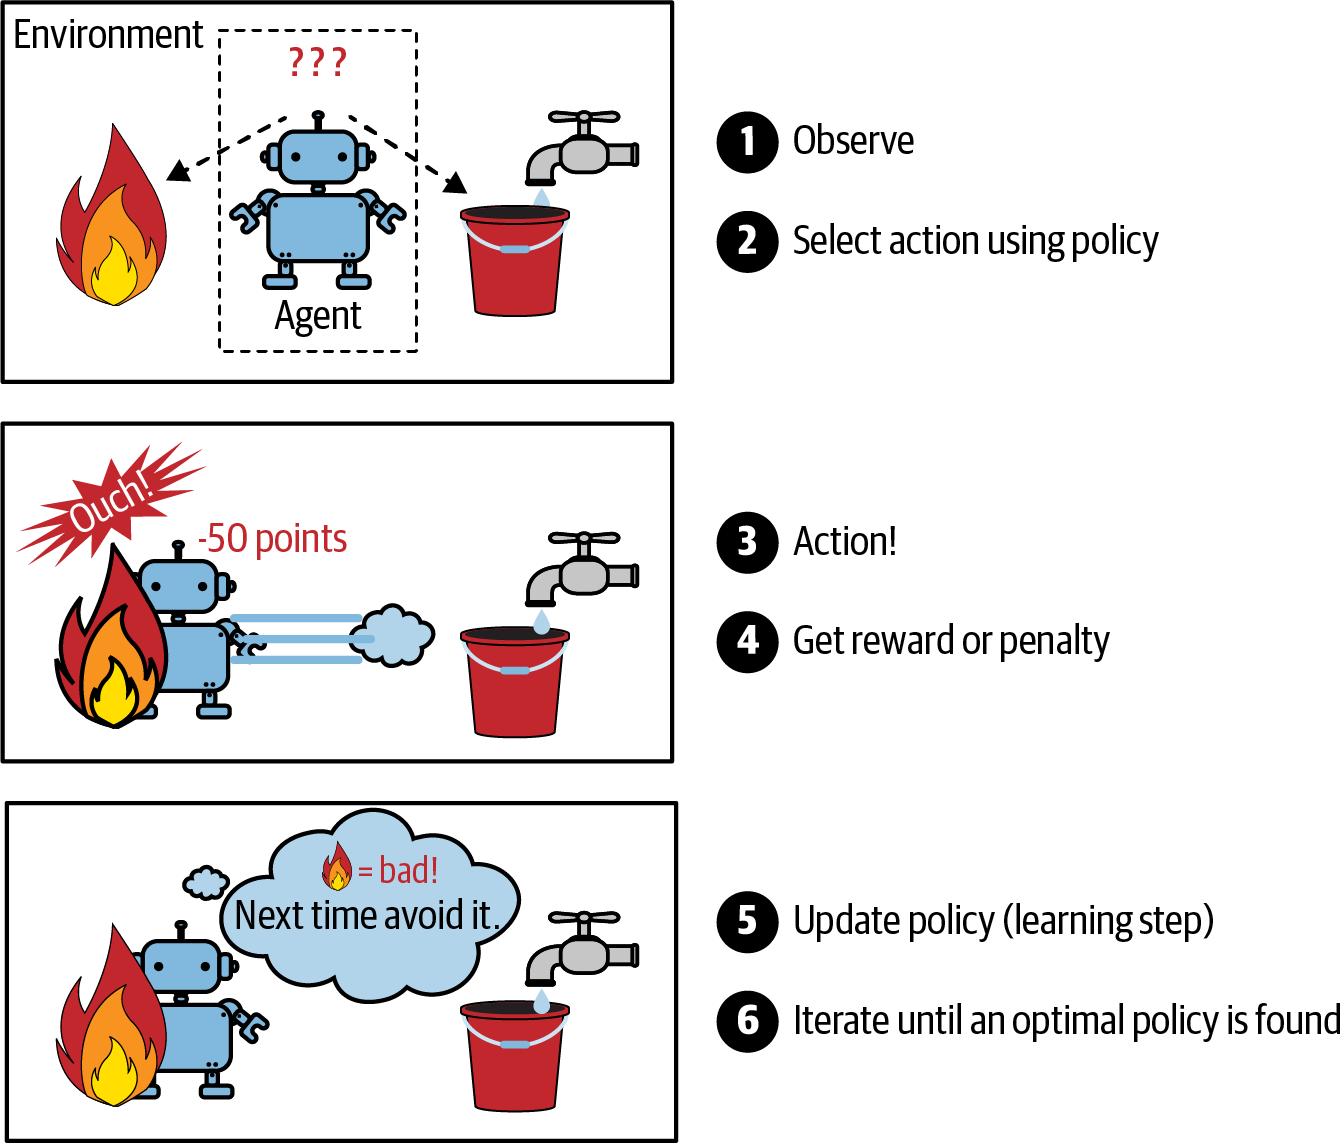 Environment
???
Agent
1 Observe
2 Select action using policy
Ouch!
-50 points
3 Action!
4 Get reward or penalty
= bad!
Next time avoid it.
5 Update policy (learning step)
6 Iterate until an optimal policy is found